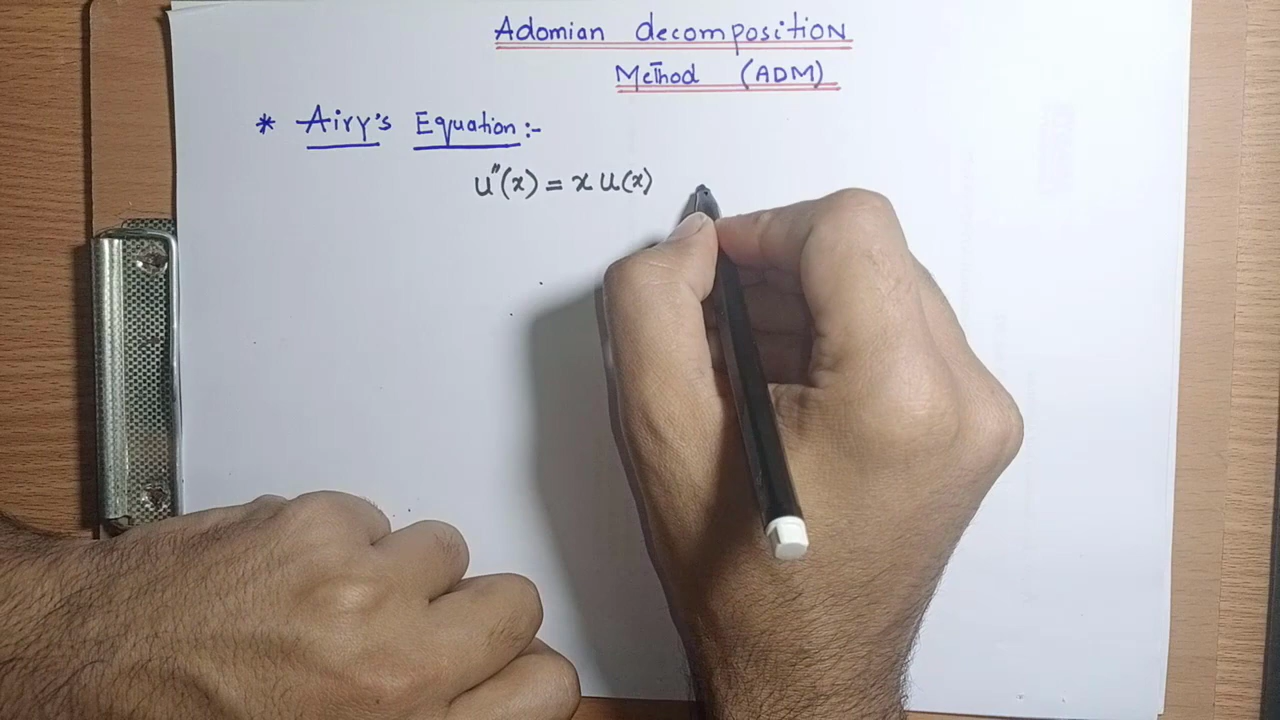 Adomian decomposition
Method (ADM)
* Airy's Equation :-
u"(x) = x u(x)